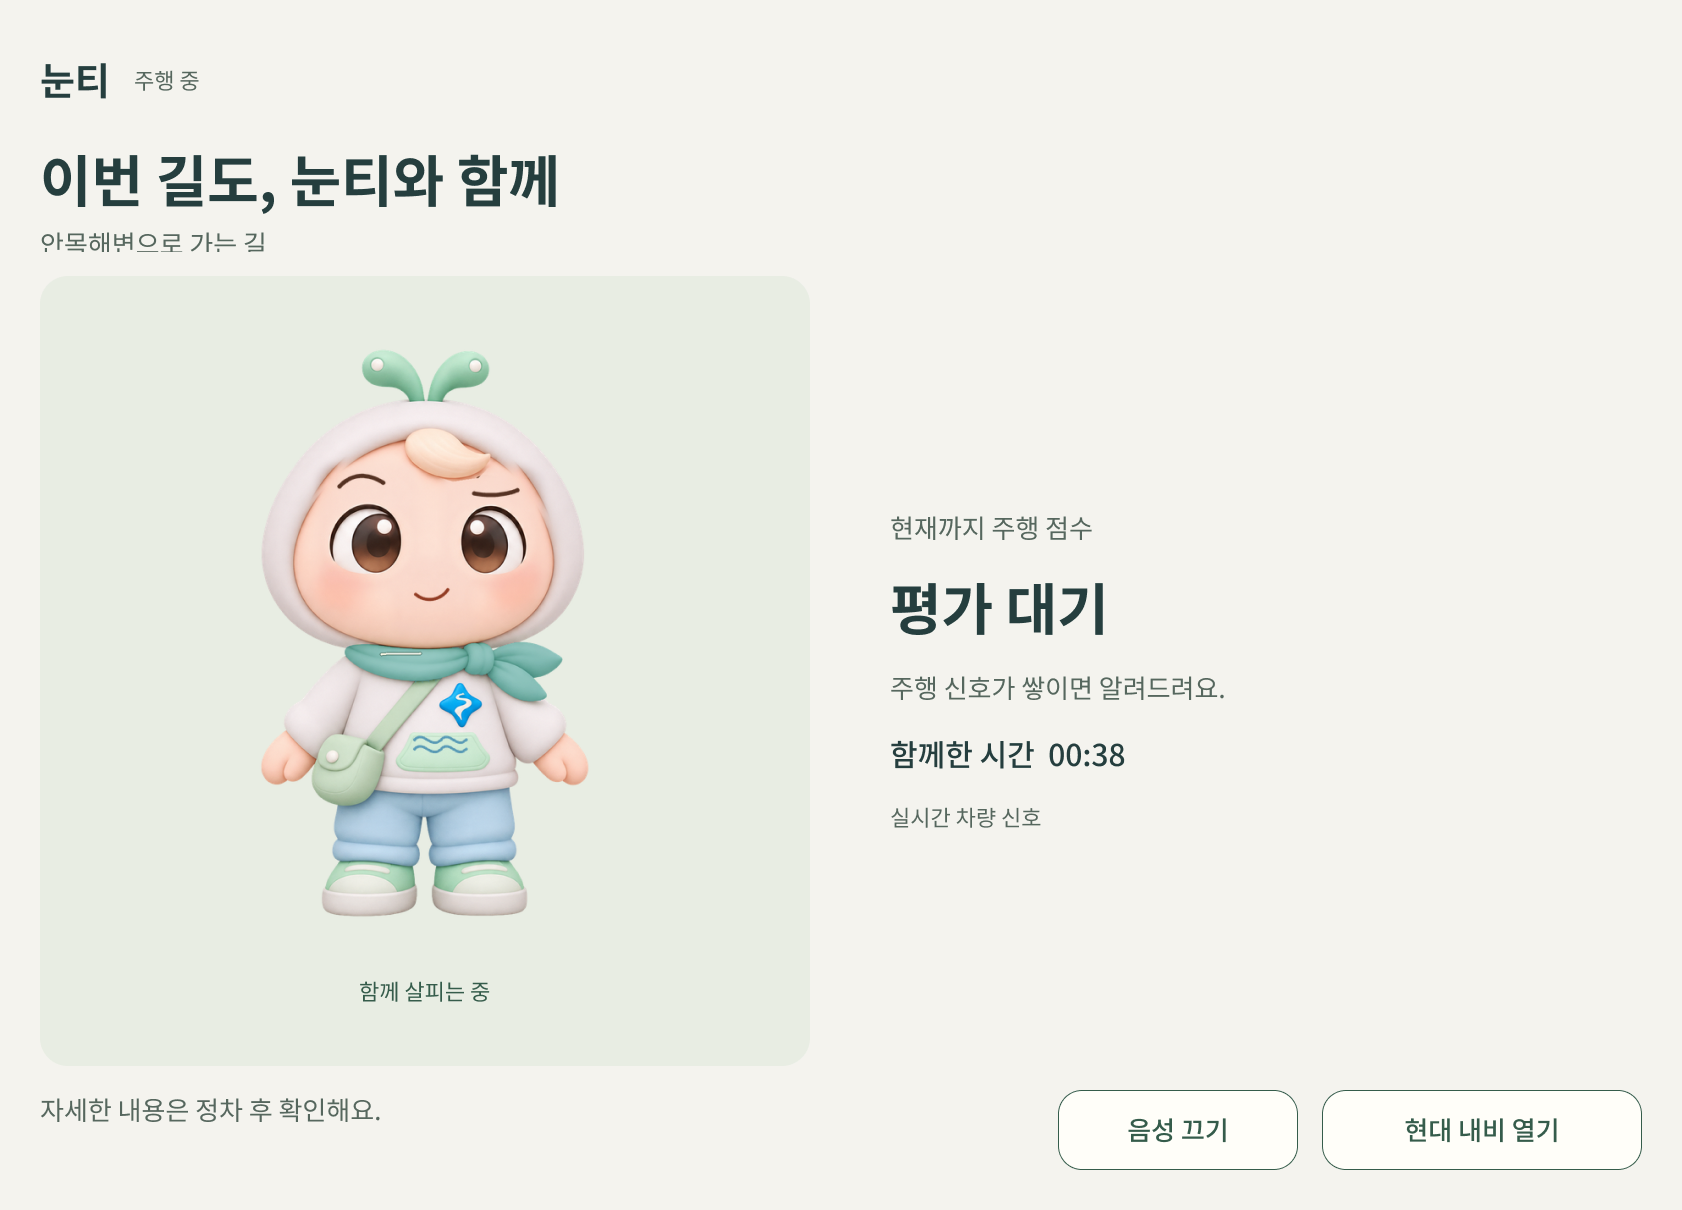 눈티 주행 중
이번 길도, 눈티와 함께
안목해변으로 가는 길
현재까지 주행 점수
평가 대기
주행 신호가 쌓이면 알려드려요.
함께한 시간 00:38
실시간 차량 신호
함께 살피는 중
자세한 내용은 정차 후 확인해요.
음성 끄기
현대 내비 열기